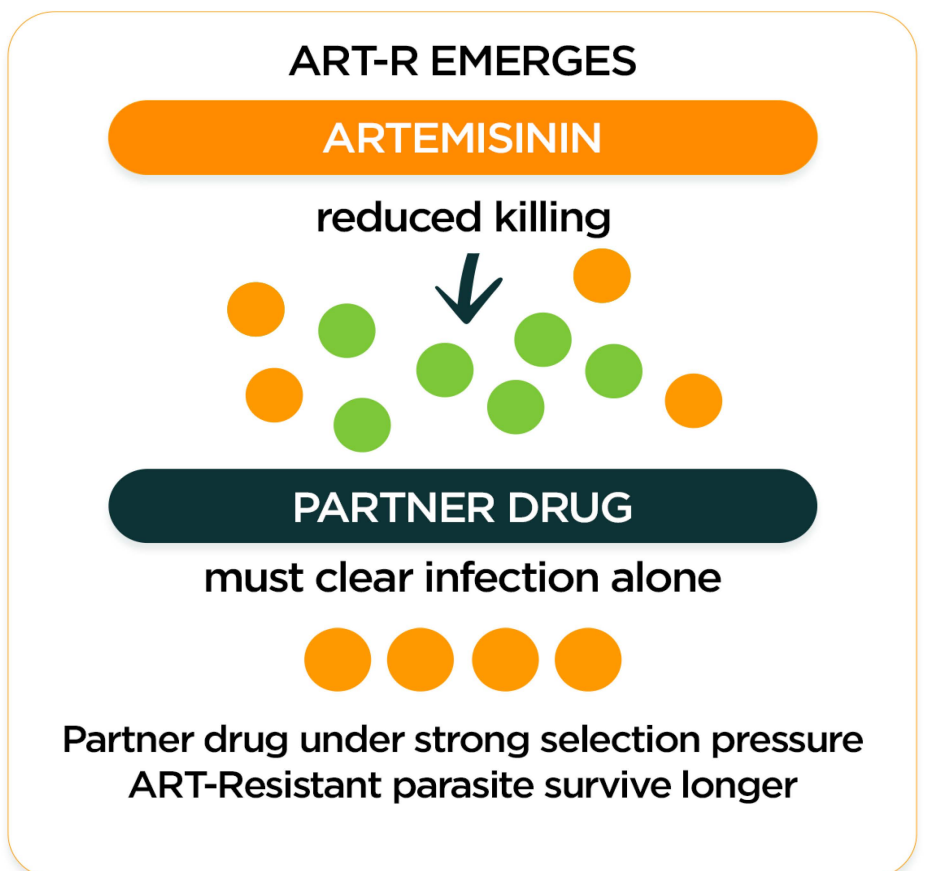 ART-R EMERGES
ARTEMISININ
reduced killing
PARTNER DRUG
must clear infection alone
Partner drug under strong selection pressure
ART-Resistant parasite survive longer